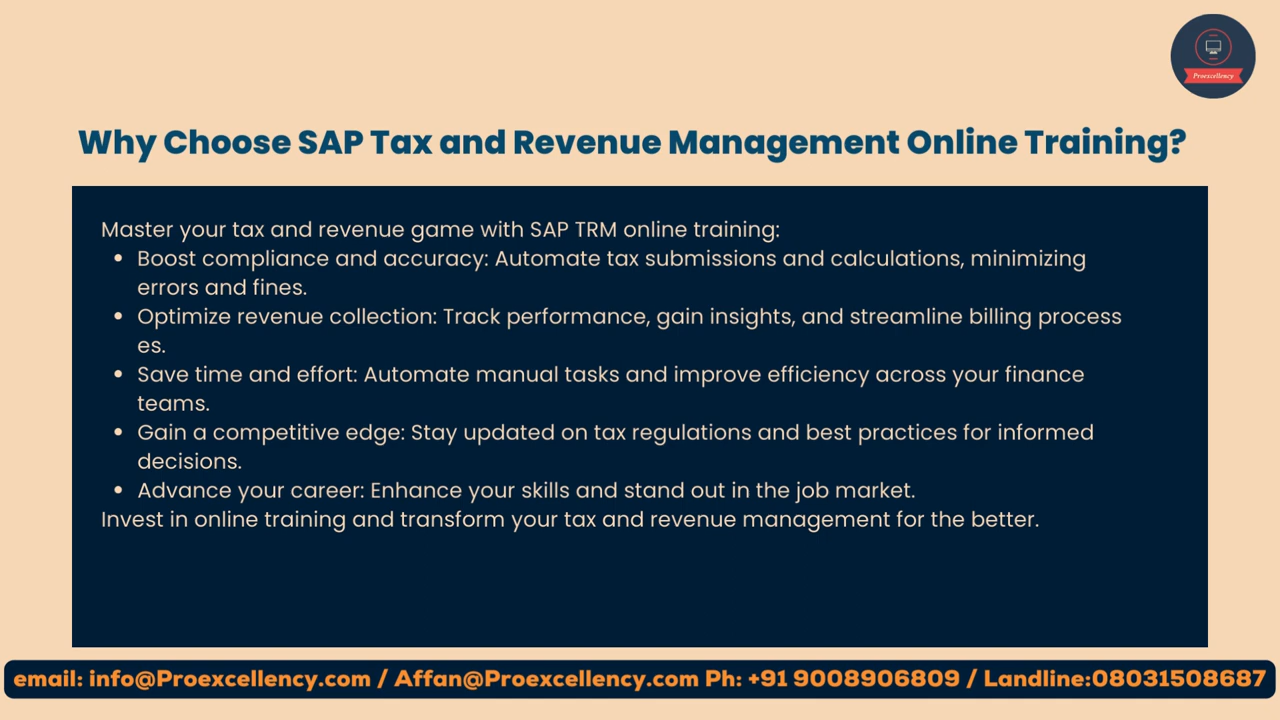 Proexcellency
Why Choose SAP Tax and Revenue Management Online Training?
Master your tax and revenue game with SAP TRM online training:
• Boost compliance and accuracy: Automate tax submissions and calculations, minimizing
errors and fines.
• Optimize revenue collection: Track performance, gain insights, and streamline billing process
es.
• Save time and effort: Automate manual tasks and improve efficiency across your finance
teams.
• Gain a competitive edge: Stay updated on tax regulations and best practices for informed
decisions.
• Advance your career: Enhance your skills and stand out in the job market.
Invest in online training and transform your tax and revenue management for the better.
email: info@Proexcellency.com / Affan@Proexcellency.com Ph: +91 9008906809 / Landline:08031508687